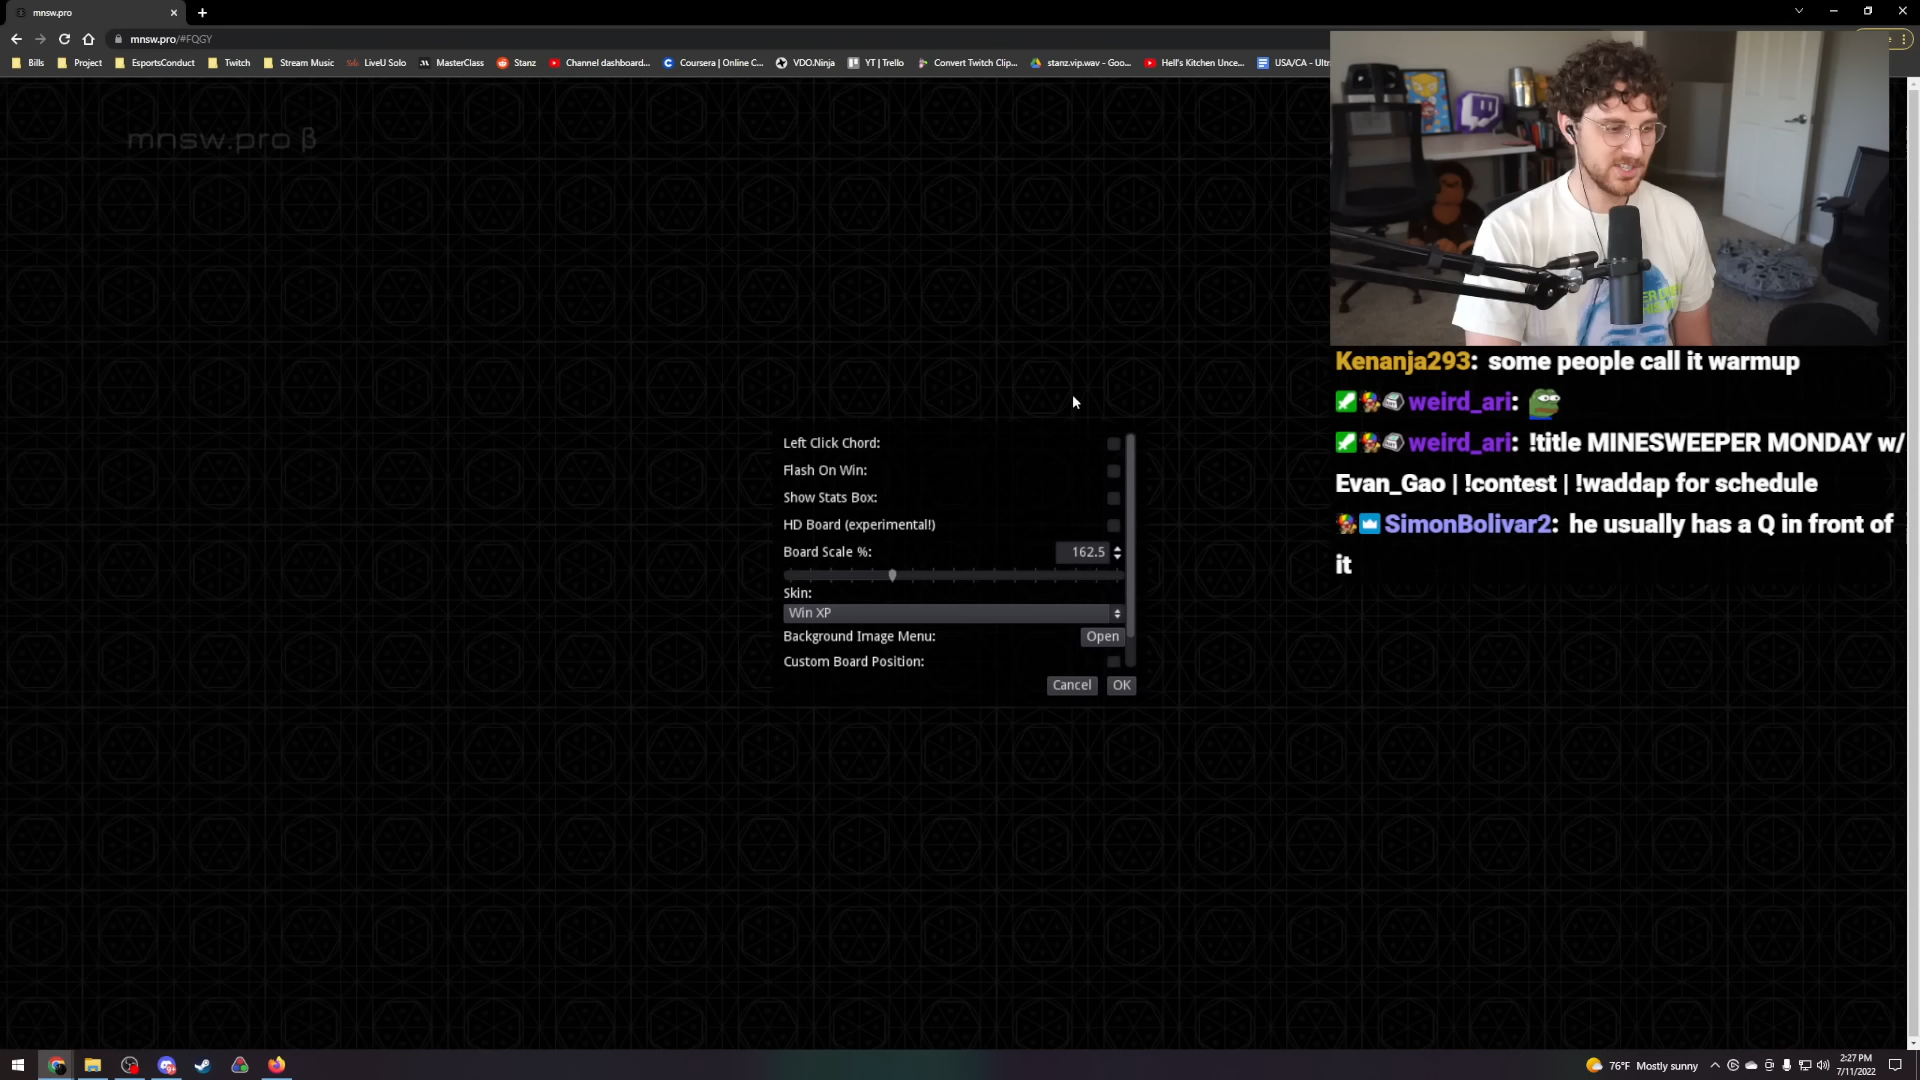 mnsw.pro
mnsw.pro/#FQGY
Bills
Project
EsportsConduct
Twitch
Stream Music
LiveU Solo
MasterClass
Stanz
Channel dashboard...
Coursera | Online C...
VDO.Ninja
YT | Trello
Convert Twitch Clip...
stanz.vip.wav - Goo...
Hell's Kitchen Unce...
USA/CA - Ultr
mnsw.pro β
Left Click Chord:
Flash On Win:
Show Stats Box:
HD Board (experimental!)
Board Scale %:
162.5
Skin:
Win XP
Background Image Menu:
Open
Custom Board Position:
Cancel
OK
Kenanja293: some people call it warmup
weird_ari:
weird_ari: !title MINESWEEPER MONDAY w/
Evan_Gao | !contest | !waddap for schedule
SimonBolivar2: he usually has a Q in front of
it
76°F Mostly sunny
2:27 PM
7/11/2022